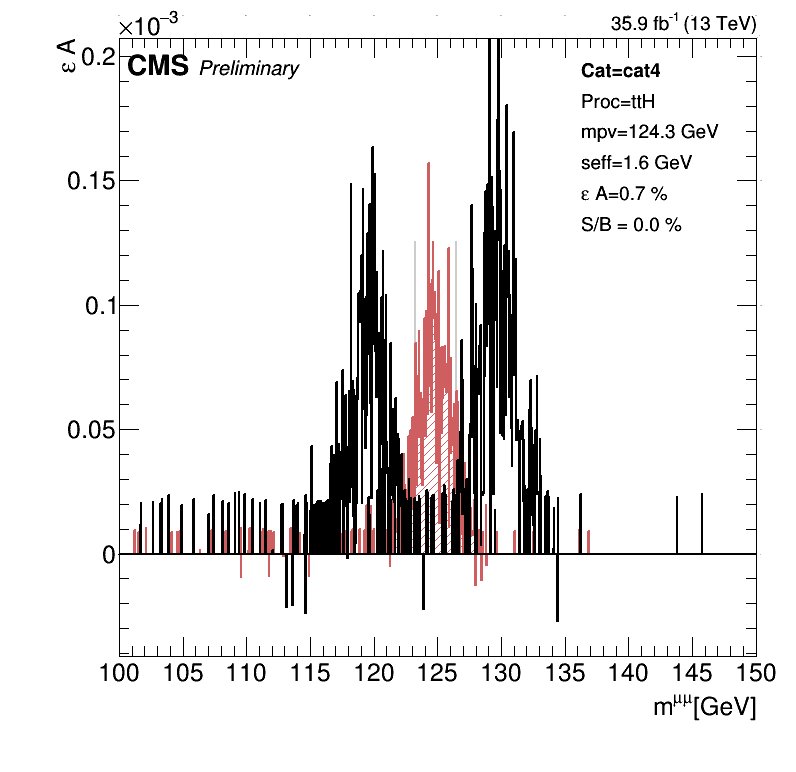 ×10⁻³
35.9 fb⁻¹ (13 TeV)
ε A
CMS Preliminary
Cat=cat4
Proc=ttH
mpv=124.3 GeV
seff=1.6 GeV
ε A=0.7 %
S/B = 0.0 %
0.2
0.15
0.1
0.05
0
100 105 110 115 120 125 130 135 140 145 150
m^μμ[GeV]